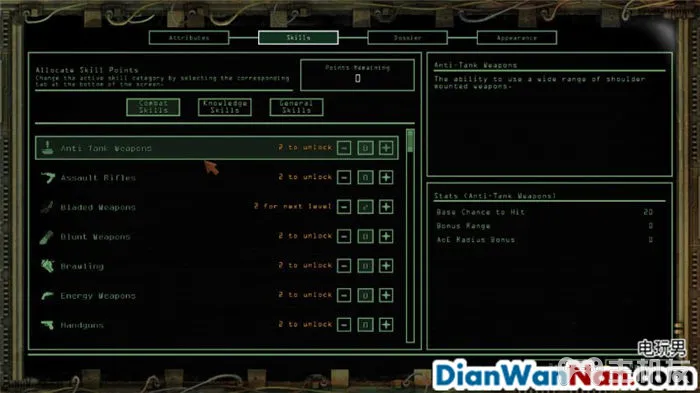 Attributes
Skills
Dossier
Appearance
Allocate Skill Points
Change the active skill category by selecting the corresponding
tab at the bottom of the screen.
Points Remaining
0
Combat
Skills
Knowledge
Skills
General
Skills
Anti-Tank Weapons 2 to unlock - 0 +
Assault Rifles 2 to unlock - 0 +
Bladed Weapons 2 for next level - 2 +
Blunt Weapons 2 to unlock - 0 +
Brawling 2 to unlock - 0 +
Energy Weapons 2 to unlock - 0 +
Handguns 2 to unlock - 0 +
Anti-Tank Weapons
The ability to use a wide range of shoulder
mounted weapons.
Stats (Anti-Tank Weapons)
Base Chance to Hit 20
Bonus Range 0
AoE Radius Bonus 0
电玩男
DianWanNan.com